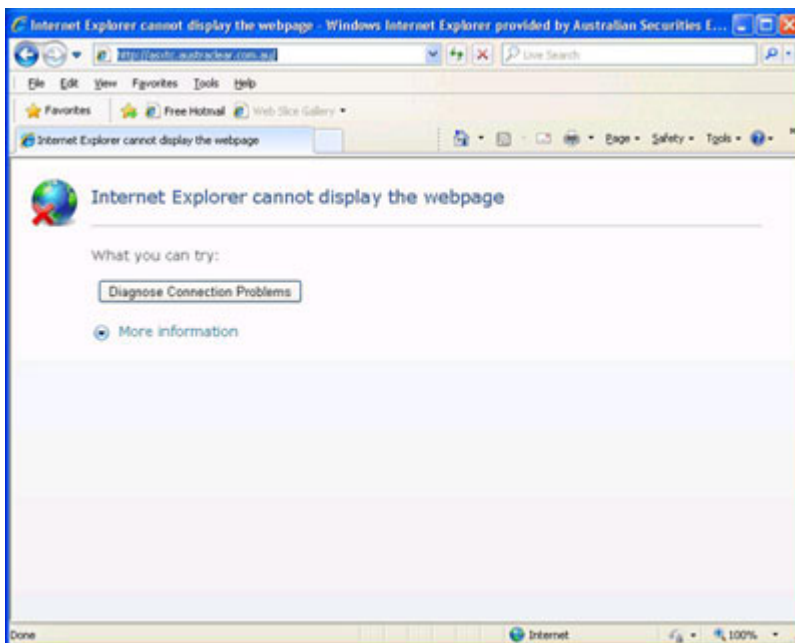 Internet Explorer cannot display the webpage - Windows Internet Explorer provided by Australian Securities E...
Live Search
File Edit View Favorites Tools Help
Favorites Free Hotmail Web Slice Gallery
Internet Explorer cannot display the webpage Page Safety Tools
Internet Explorer cannot display the webpage
What you can try:
Diagnose Connection Problems
More information
Done Internet 100%